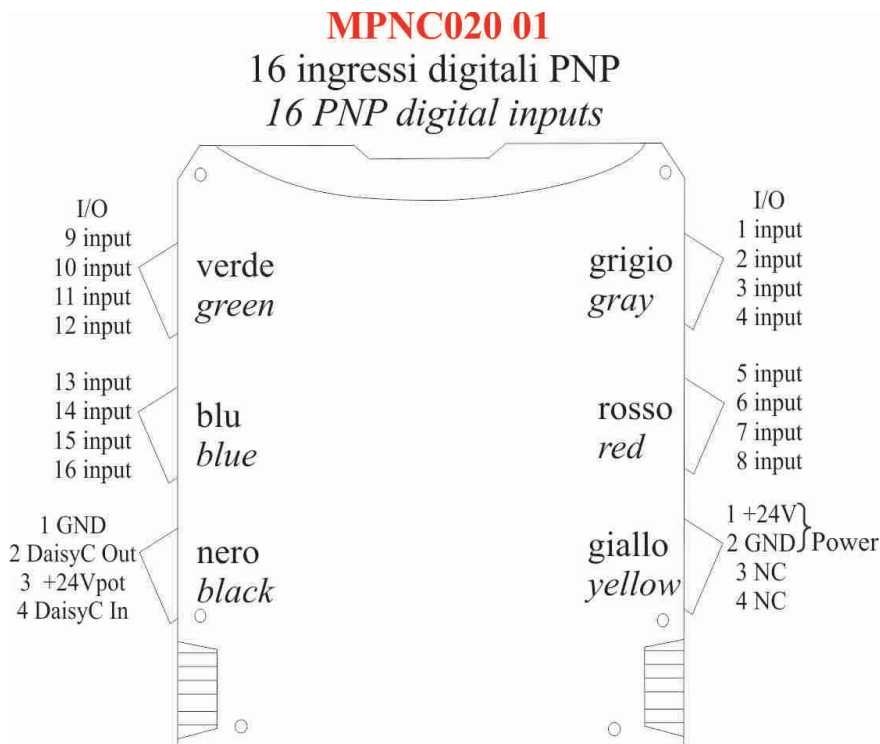 MPNC020 01
16 ingressi digitali PNP
16 PNP digital inputs
I/O
9 input
10 input
11 input
12 input
verde
green
grigio
gray
I/O
1 input
2 input
3 input
4 input
13 input
14 input
15 input
16 input
blu
blue
rosso
red
5 input
6 input
7 input
8 input
1 GND
2 DaisyC Out
3 +24Vpot
4 DaisyC In
nero
black
giallo
yellow
1 +24V
2 GND
Power
3 NC
4 NC